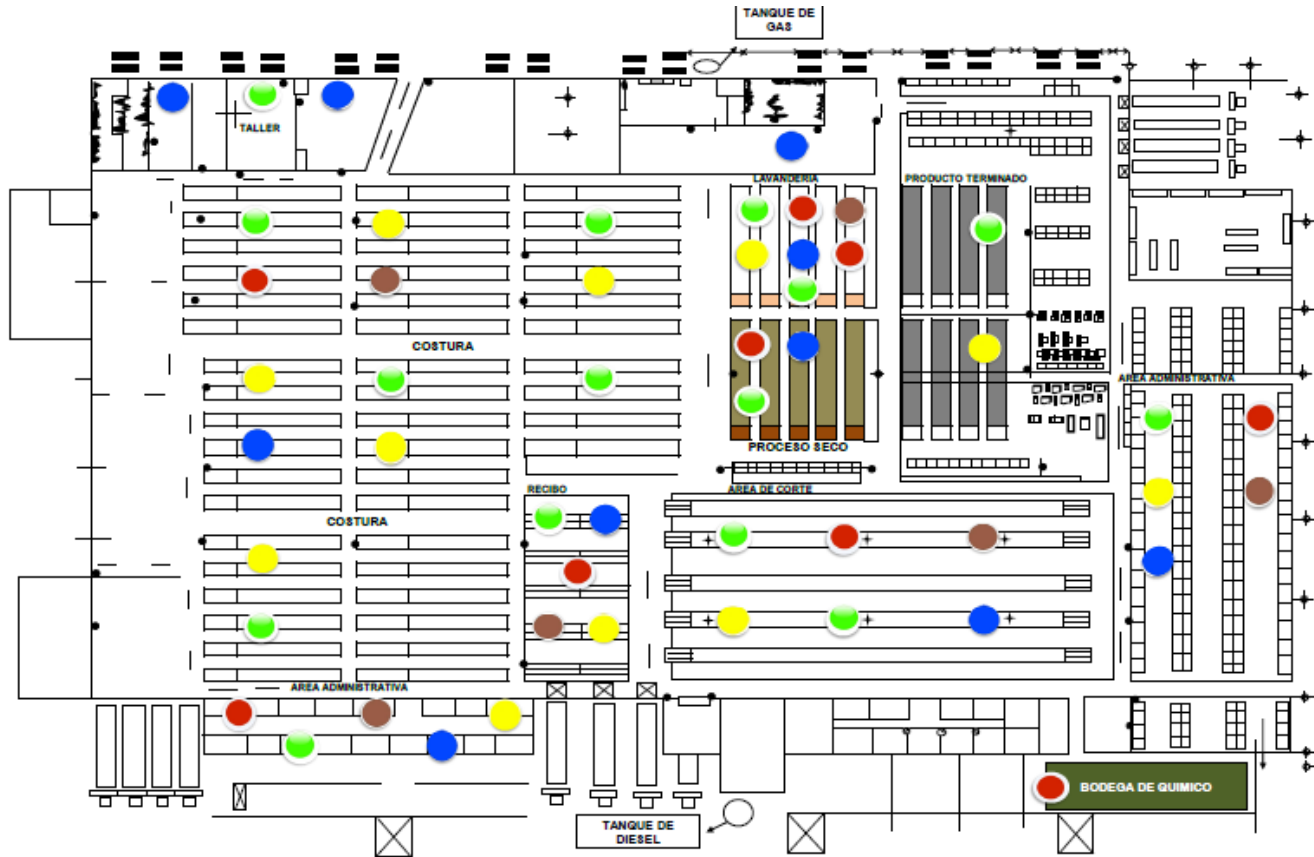 TANQUE DE
GAS
TALLER
LAVANDERIA
PRODUCTO TERMINADO
COSTURA
AREA ADMINISTRATIVA
PROCESO SECO
RECIBO
AREA DE CORTE
COSTURA
AREA ADMINISTRATIVA
BODEGA DE QUIMICO
TANQUE DE
DIESEL